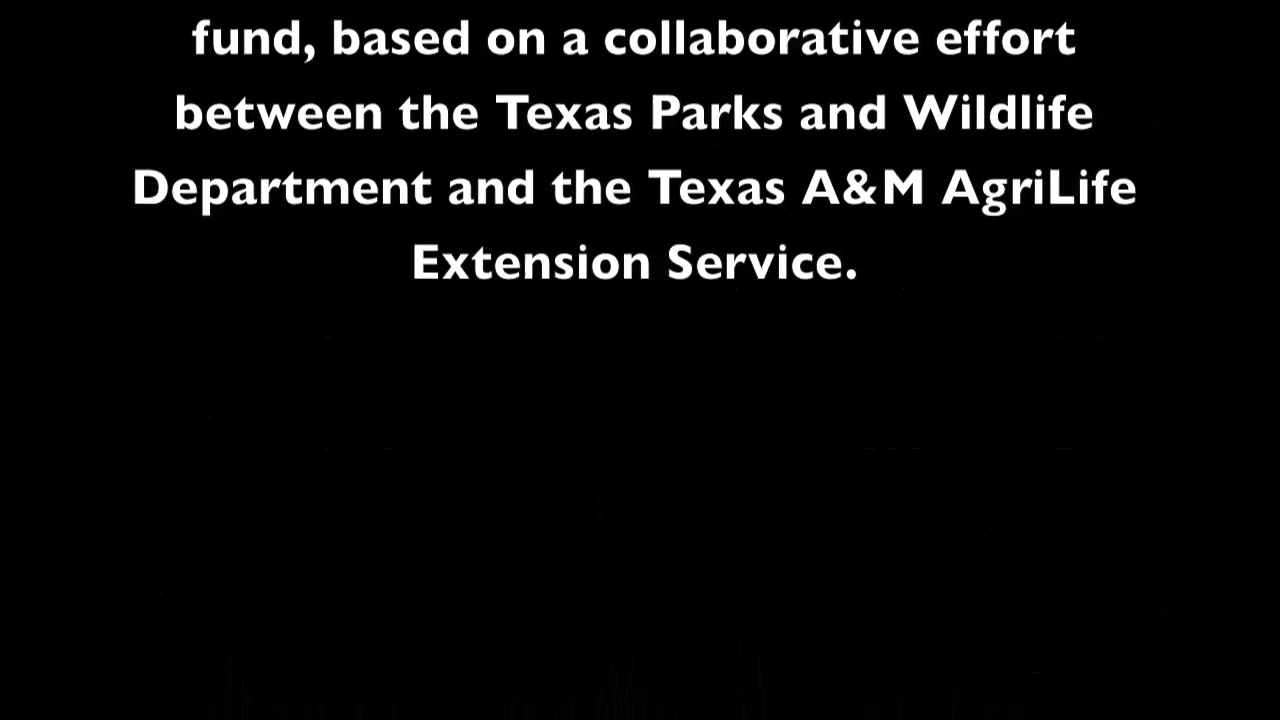 fund, based on a collaborative effort
between the Texas Parks and Wildlife
Department and the Texas A&M AgriLife
Extension Service.